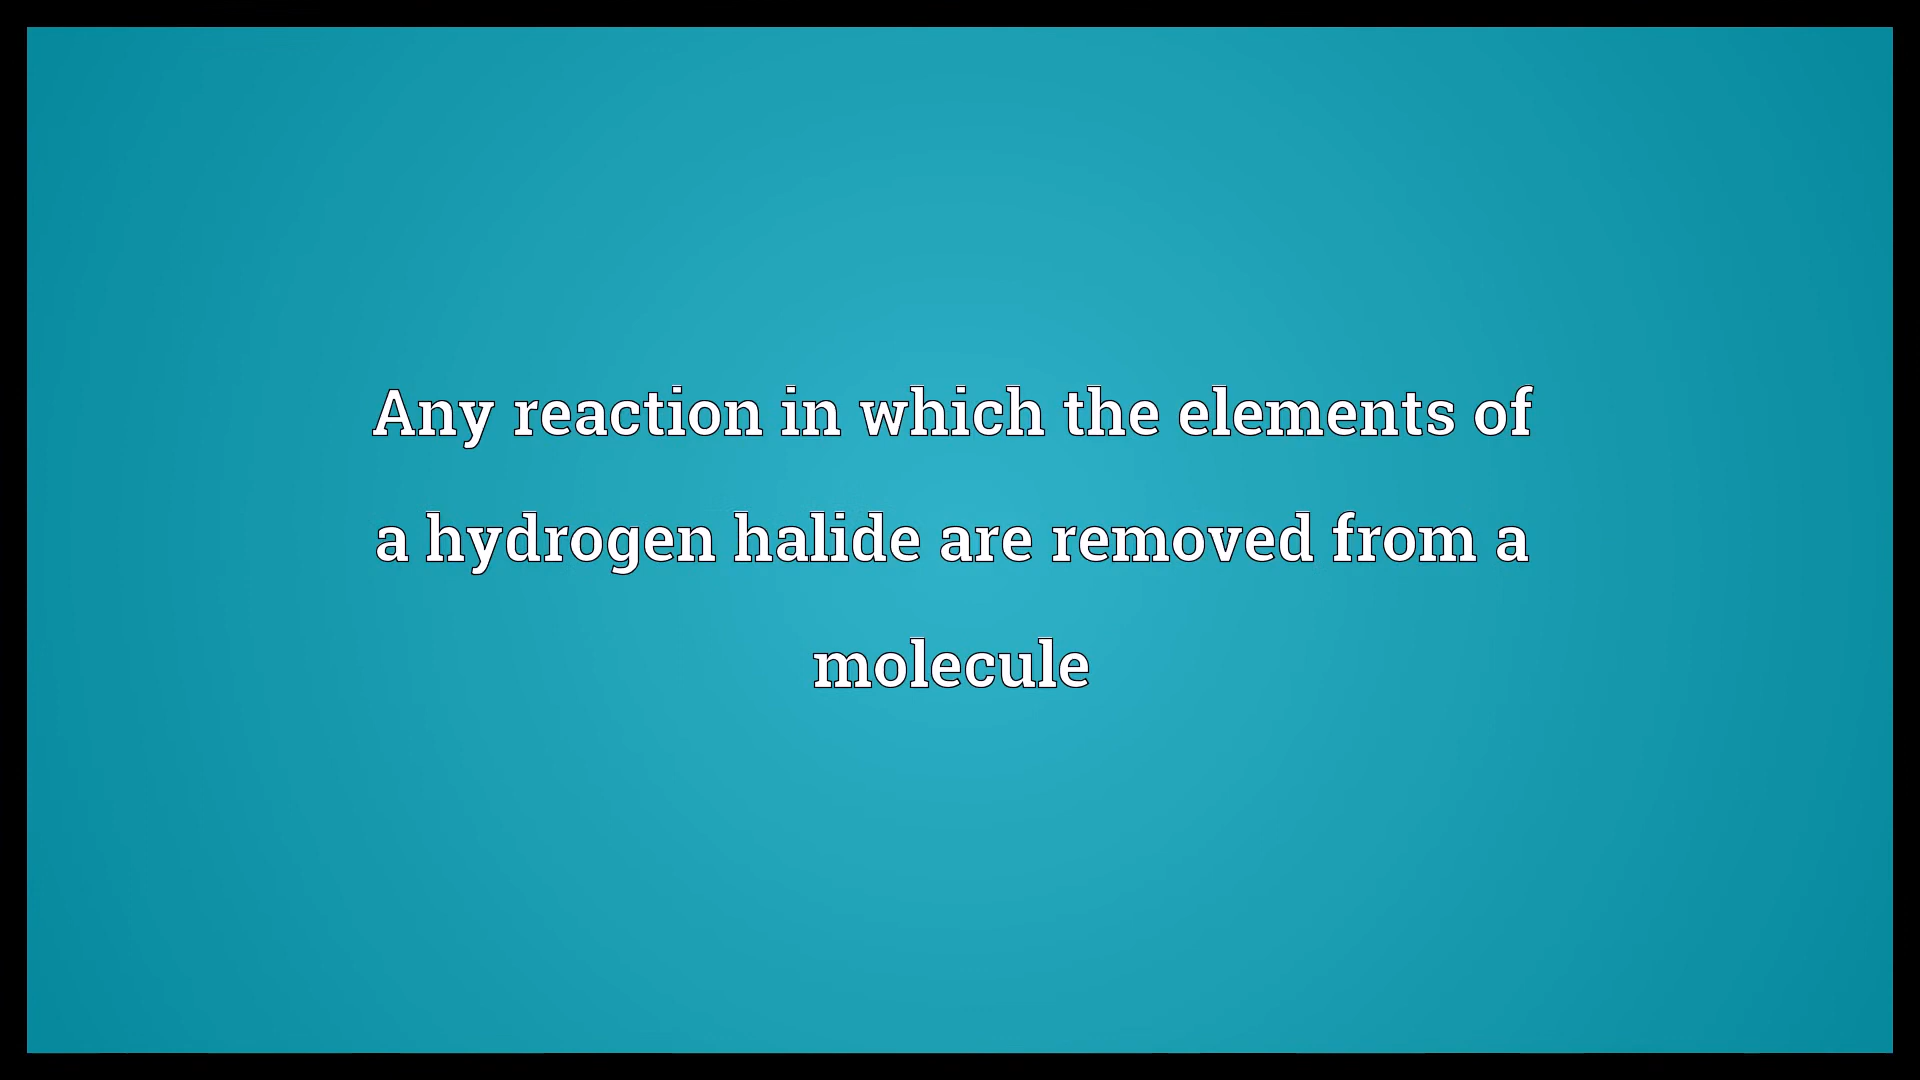 Any reaction in which the elements of
a hydrogen halide are removed from a
molecule